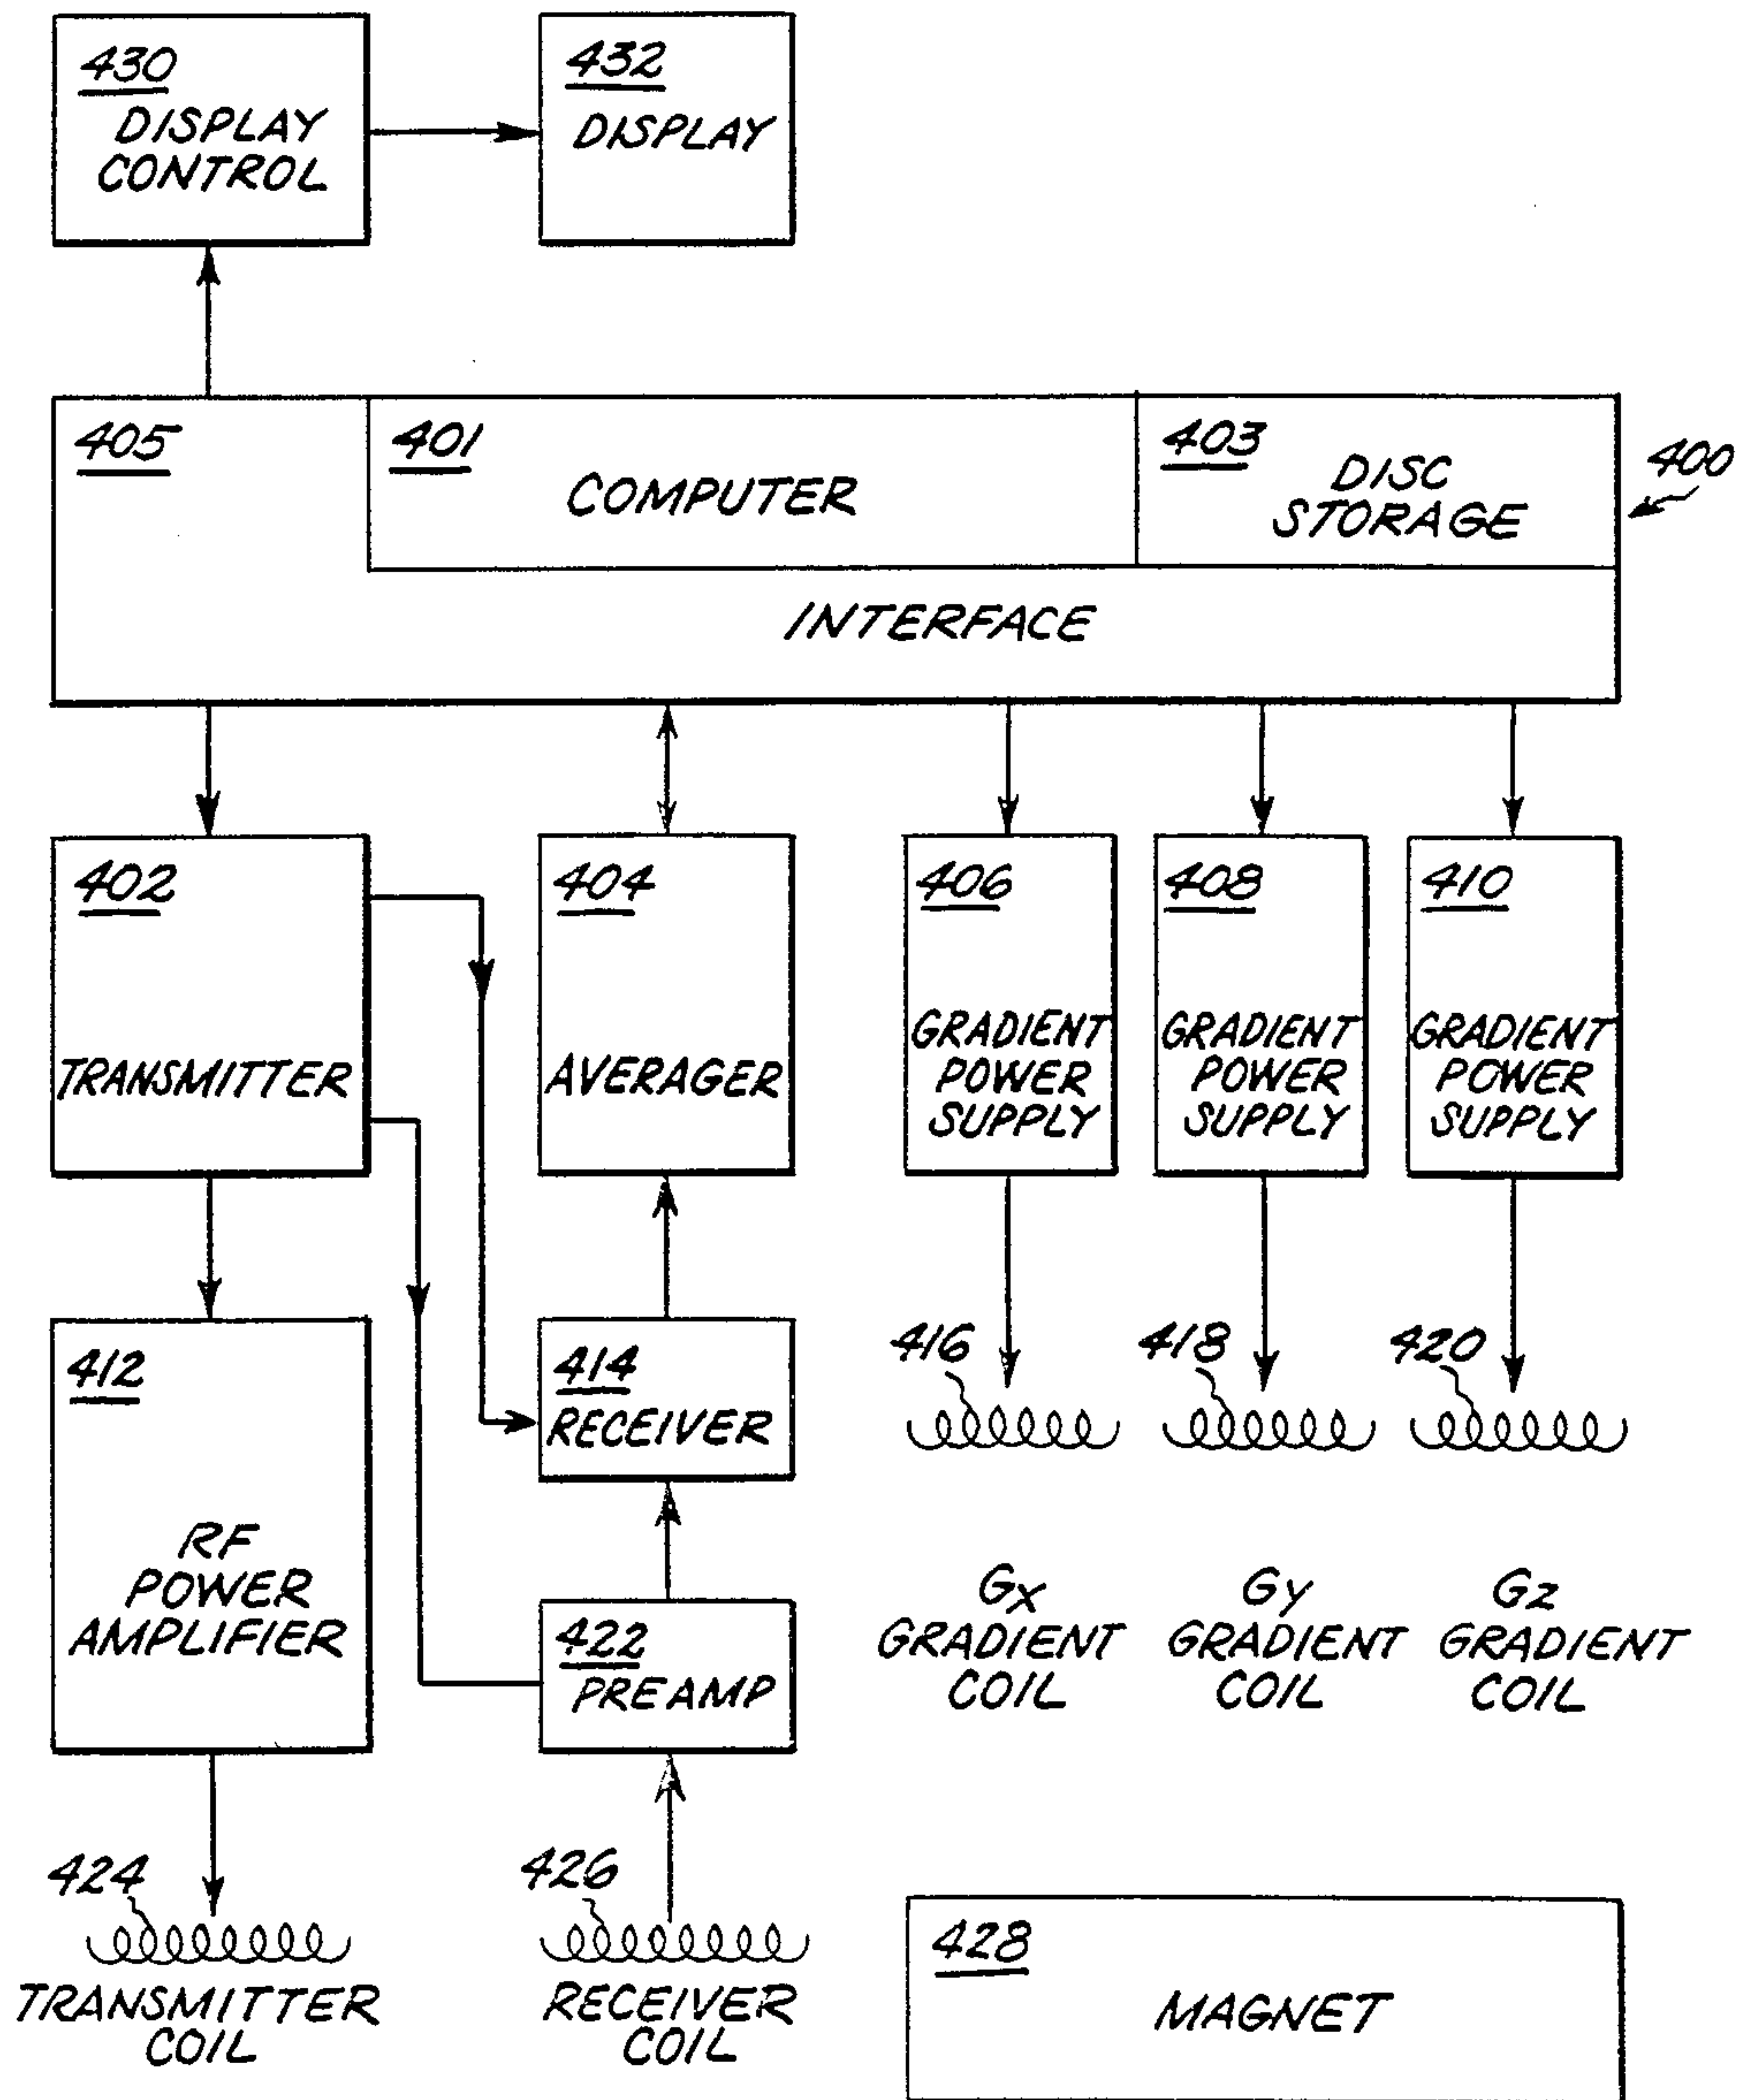 430
DISPLAY
CONTROL
432
DISPLAY
405
401
COMPUTER
403
DISC
STORAGE
400
INTERFACE
402
TRANSMITTER
404
AVERAGER
406
GRADIENT
POWER
SUPPLY
408
GRADIENT
POWER
SUPPLY
410
GRADIENT
POWER
SUPPLY
412
RF
POWER
AMPLIFIER
414
RECEIVER
416
418
420
422
PREAMP
GX
GRADIENT
COIL
GY
GRADIENT
COIL
GZ
GRADIENT
COIL
424
TRANSMITTER
COIL
426
RECEIVER
COIL
428
MAGNET